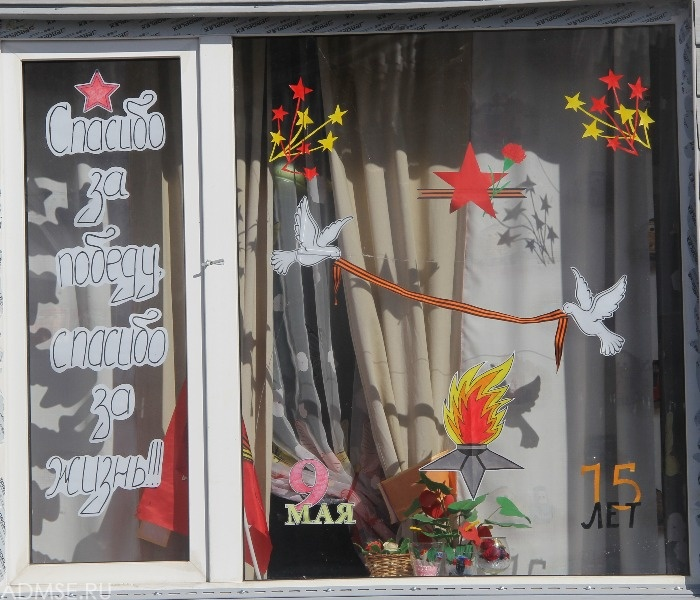 Спасибо
за
победу,
спасибо
за
жизнь!!!
9
МАЯ
75
ЛЕТ
ADMSE.RU